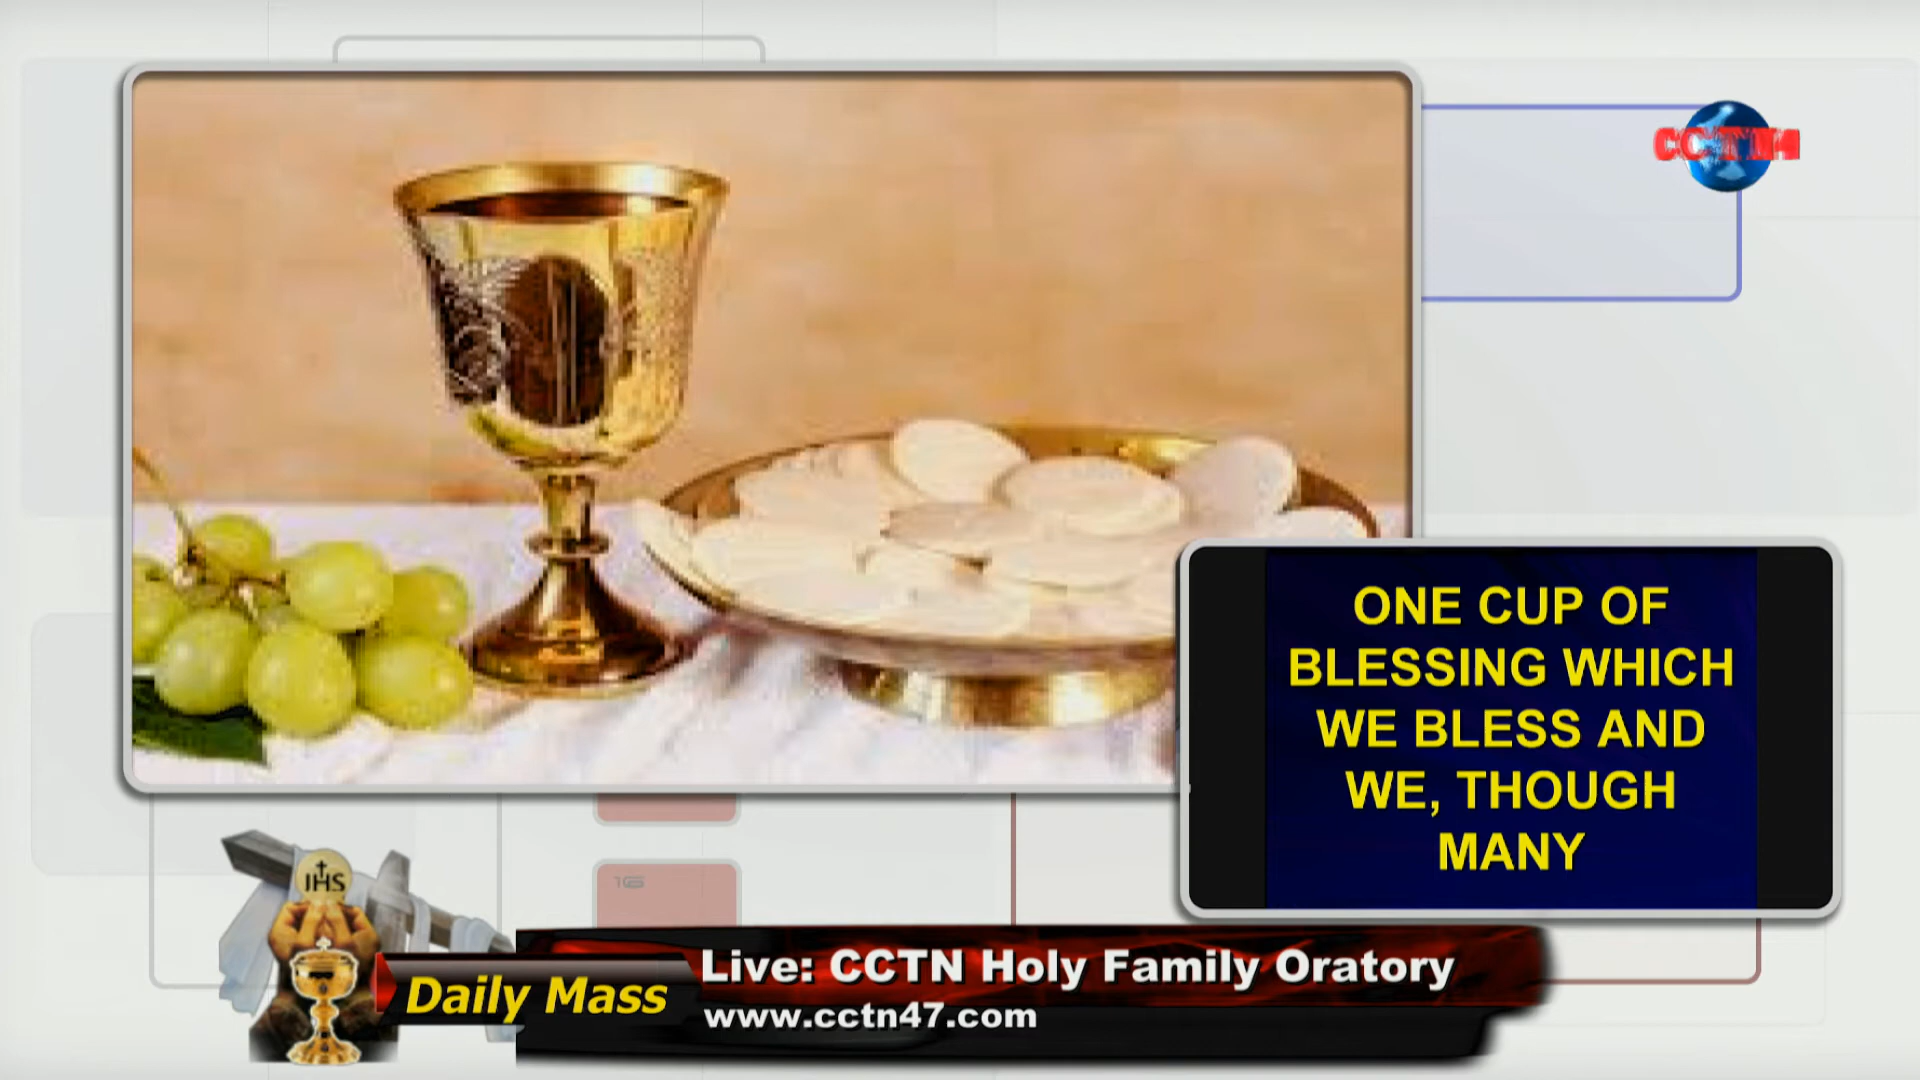 CCTN
ONE CUP OF
BLESSING WHICH
WE BLESS AND
WE, THOUGH
MANY
IHS
Live: CCTN Holy Family Oratory
Daily Mass
www.cctn47.com